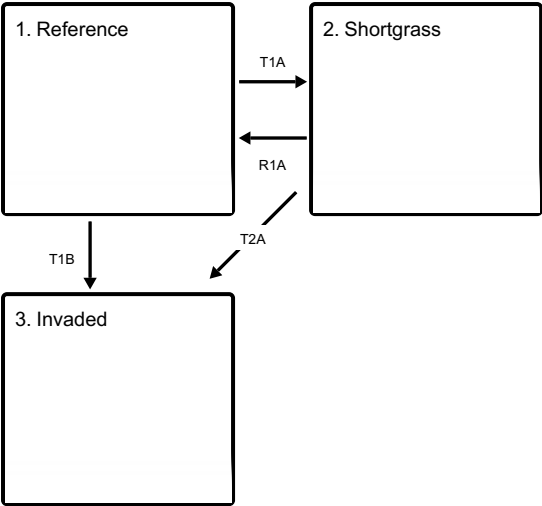 1. Reference
2. Shortgrass
T1A
R1A
T2A
T1B
3. Invaded